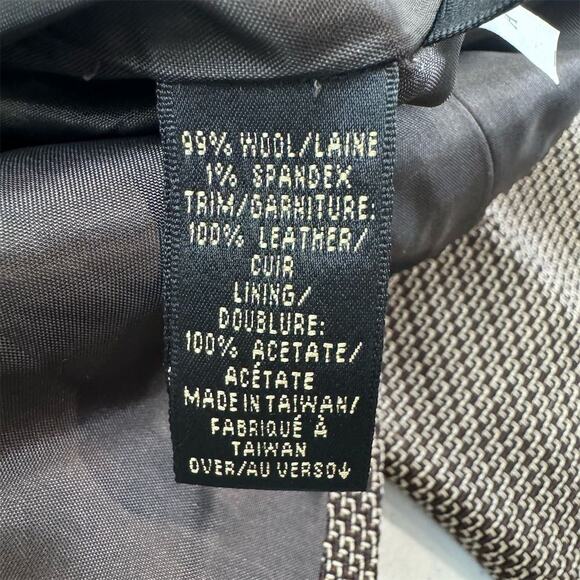 99% WOOL/LAINE
1% SPANDEX
TRIM/GARNITURE:
100% LEATHER/
CUIR
LINING/
DOUBLURE:
100% ACETATE/
ACÉTATE
MADE IN TAIWAN/
FABRIQUÉ À
TAIWAN
OVER/AU VERSO↓